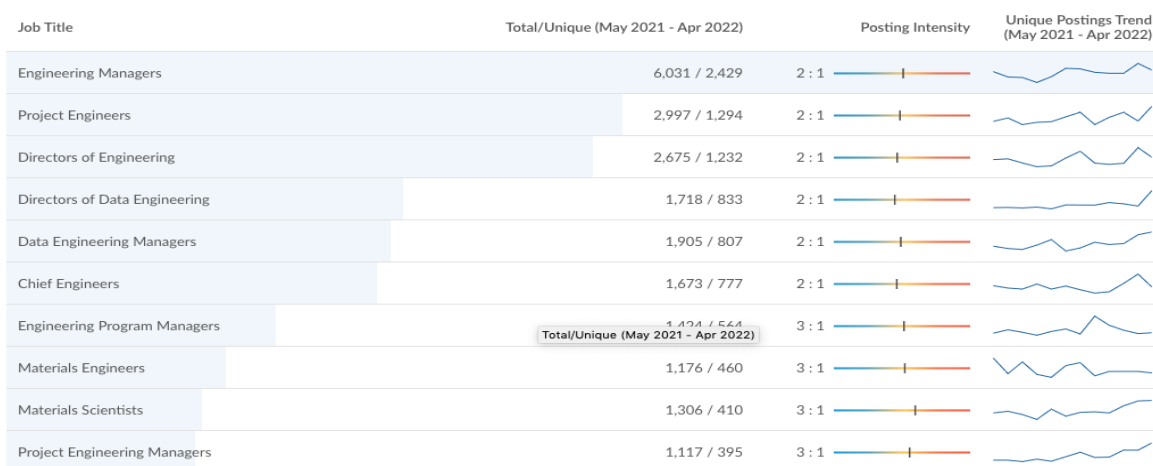 Job Title Total/Unique (May 2021 - Apr 2022) Posting Intensity Unique Postings Trend
(May 2021 - Apr 2022)
Engineering Managers 6,031 / 2,429 2 : 1
Project Engineers 2,997 / 1,294 2 : 1
Directors of Engineering 2,675 / 1,232 2 : 1
Directors of Data Engineering 1,718 / 833 2 : 1
Data Engineering Managers 1,905 / 807 2 : 1
Chief Engineers 1,673 / 777 2 : 1
Engineering Program Managers 1,424 / 564 3 : 1
Total/Unique (May 2021 - Apr 2022)
Materials Engineers 1,176 / 460 3 : 1
Materials Scientists 1,306 / 410 3 : 1
Project Engineering Managers 1,117 / 395 3 : 1